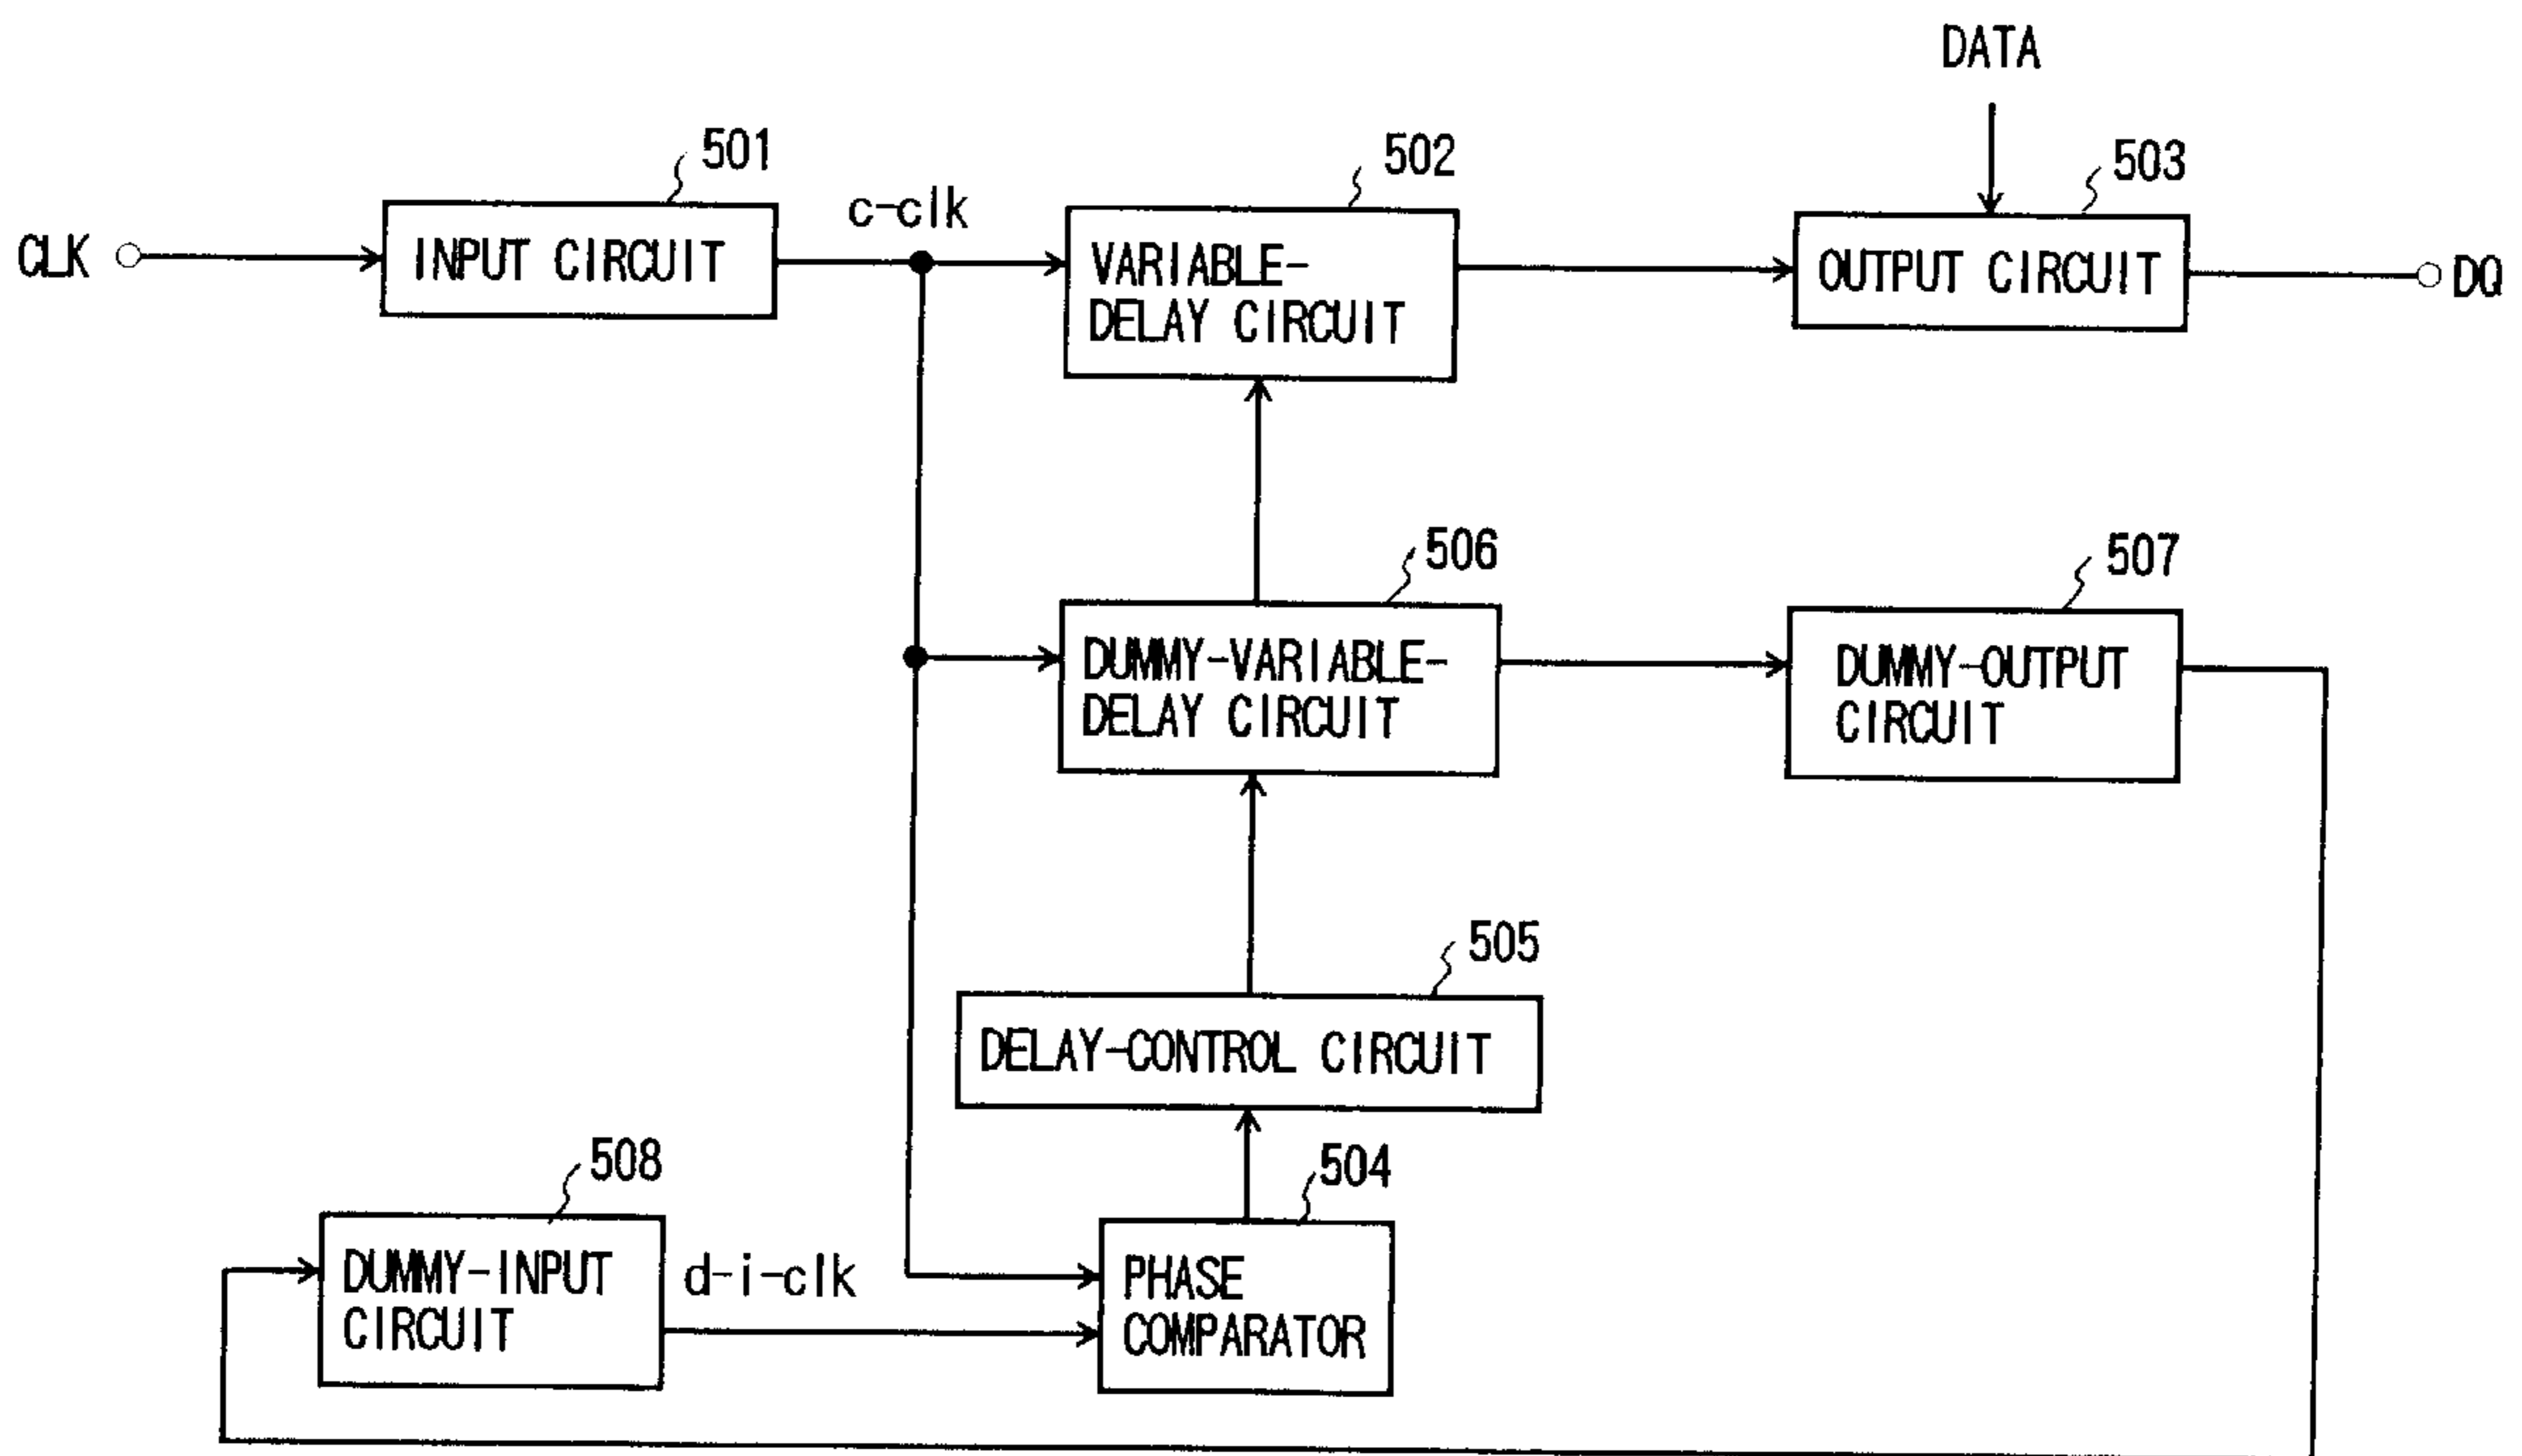 DATA
501
502
503
c-clk
CLK
INPUT CIRCUIT
VARIABLE-
DELAY CIRCUIT
OUTPUT CIRCUIT
DQ
506
507
DUMMY-VARIABLE-
DELAY CIRCUIT
DUMMY-OUTPUT
CIRCUIT
505
DELAY-CONTROL CIRCUIT
508
504
DUMMY-INPUT
CIRCUIT
d-i-clk
PHASE
COMPARATOR